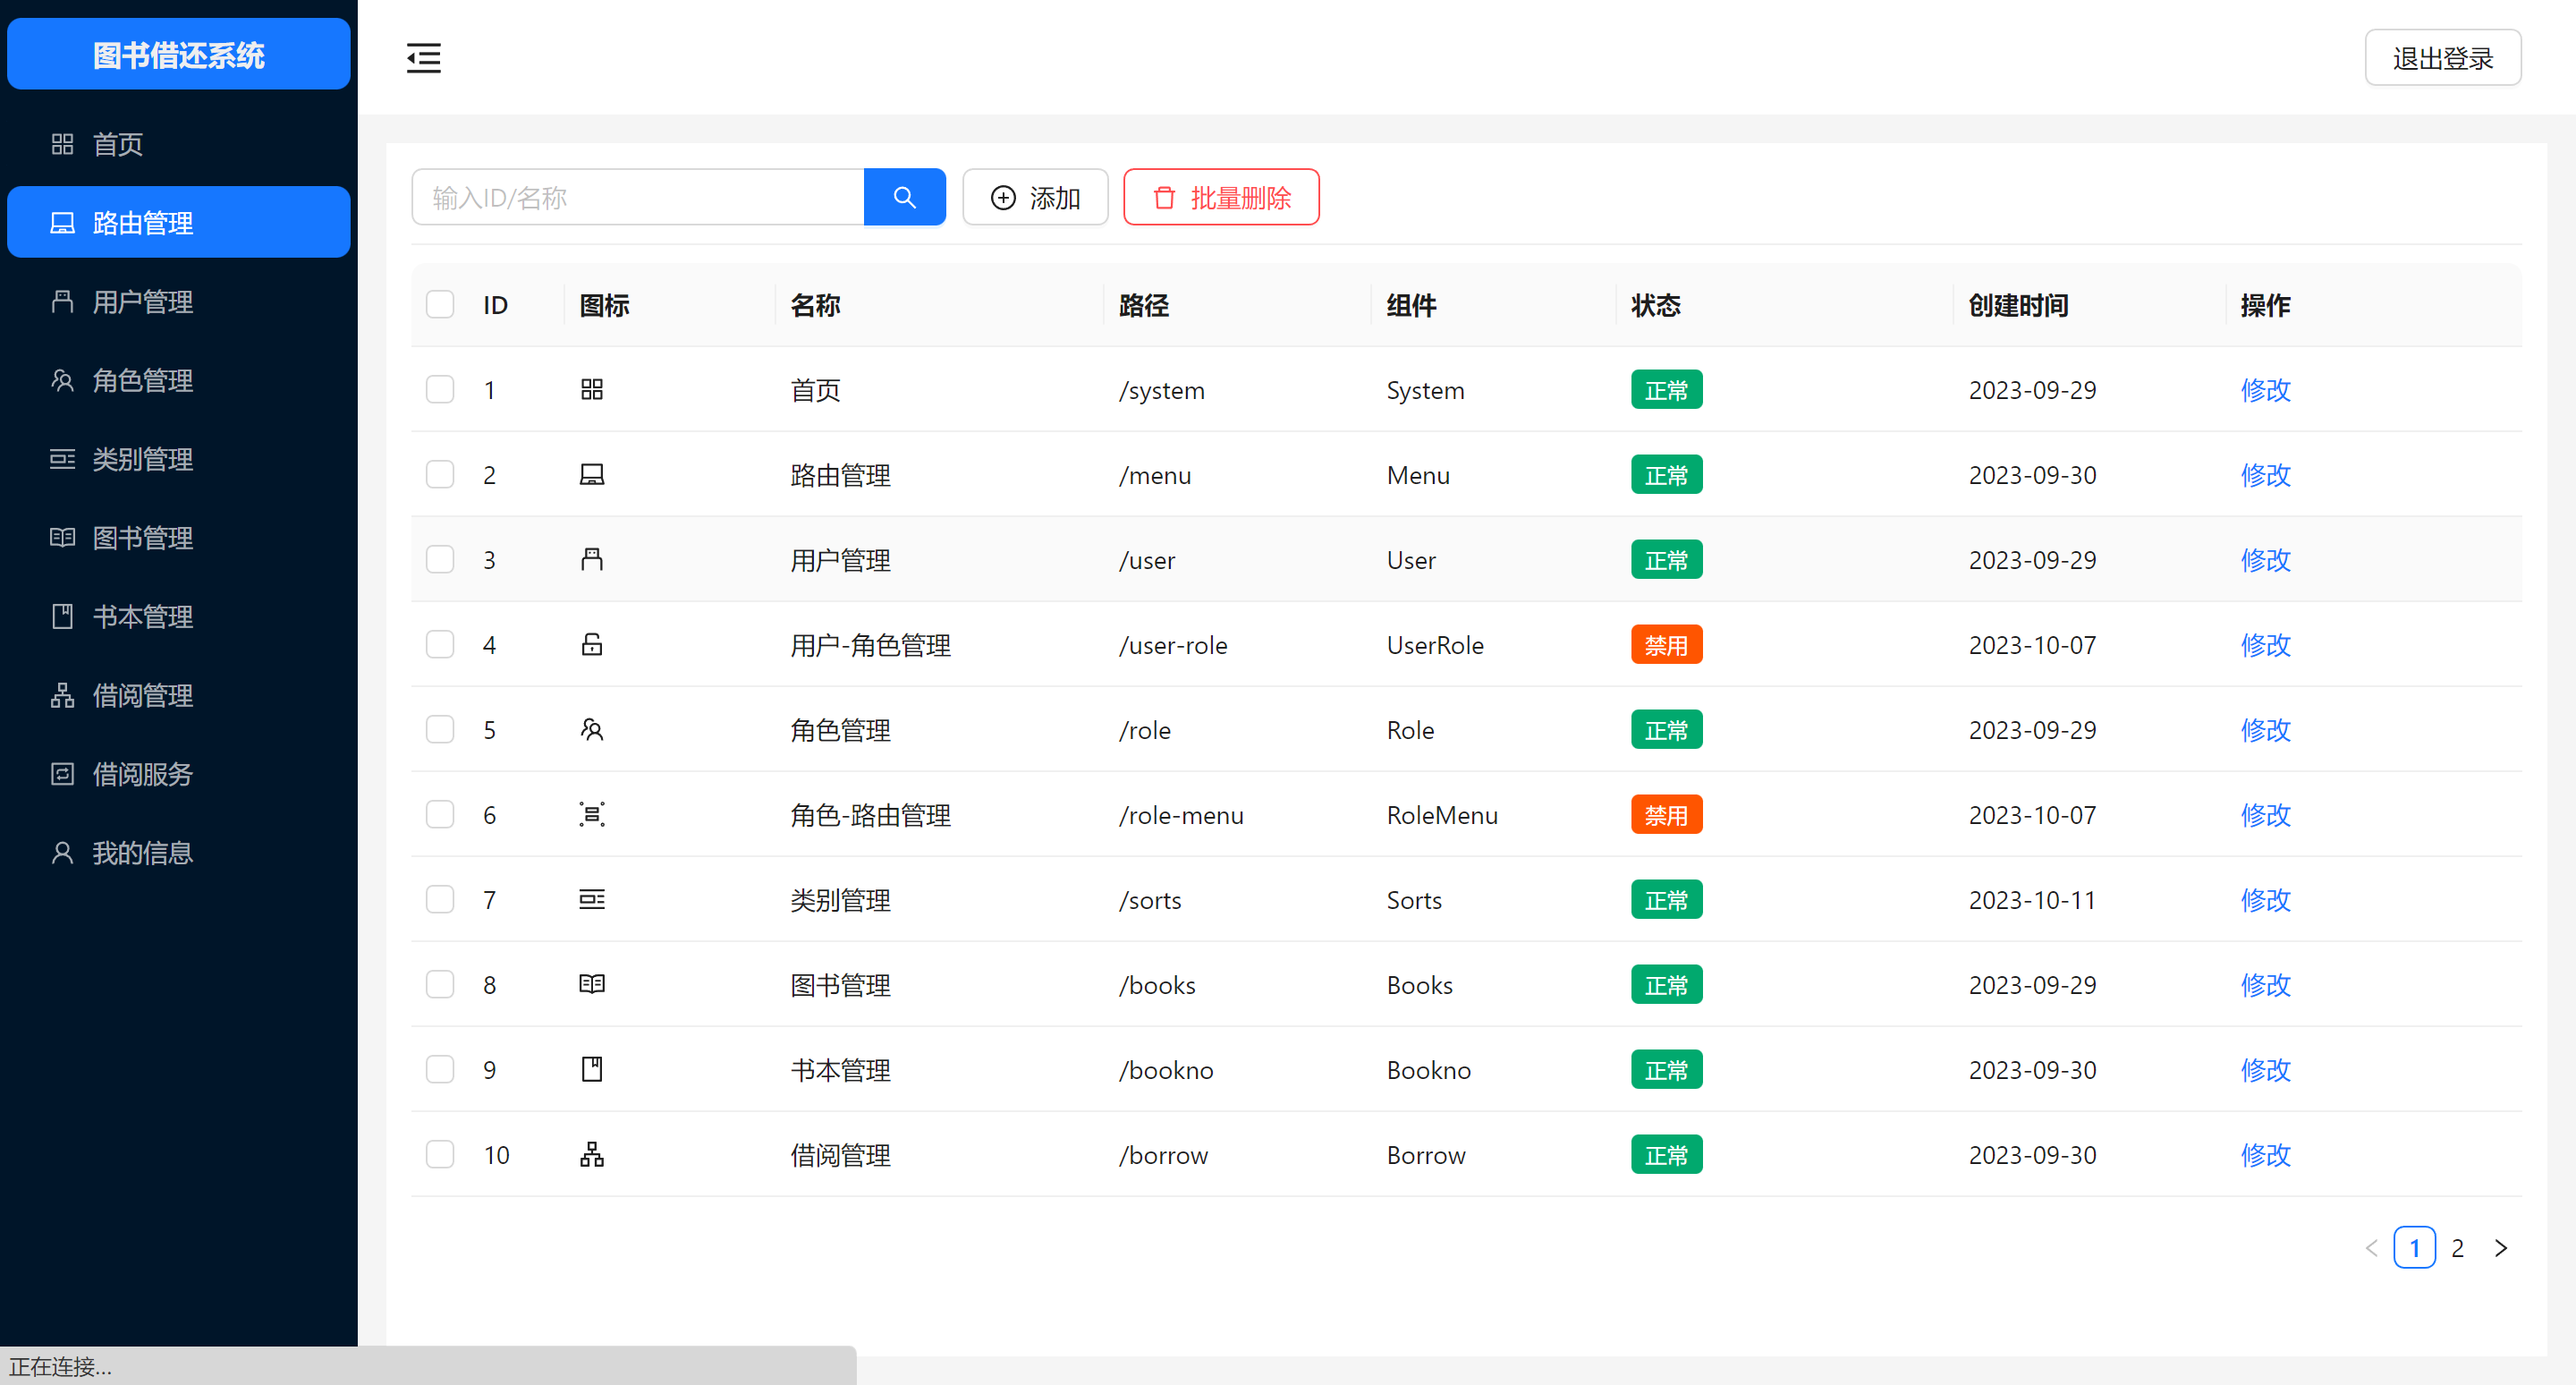 图书借还系统
首页
路由管理
用户管理
角色管理
类别管理
图书管理
书本管理
借阅管理
借阅服务
我的信息
退出登录
输入ID/名称
添加
批量删除
ID 图标 名称 路径 组件 状态 创建时间 操作
1 首页 /system System 正常 2023-09-29 修改
2 路由管理 /menu Menu 正常 2023-09-30 修改
3 用户管理 /user User 正常 2023-09-29 修改
4 用户-角色管理 /user-role UserRole 禁用 2023-10-07 修改
5 角色管理 /role Role 正常 2023-09-29 修改
6 角色-路由管理 /role-menu RoleMenu 禁用 2023-10-07 修改
7 类别管理 /sorts Sorts 正常 2023-10-11 修改
8 图书管理 /books Books 正常 2023-09-29 修改
9 书本管理 /bookno Bookno 正常 2023-09-30 修改
10 借阅管理 /borrow Borrow 正常 2023-09-30 修改
1 2
正在连接...